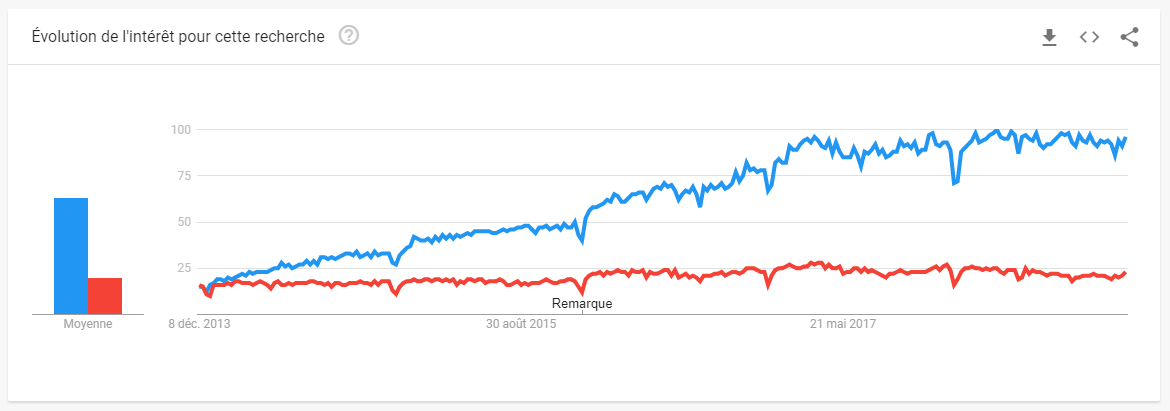 Évolution de l'intérêt pour cette recherche
100
75
50
25
Remarque
Moyenne
8 déc. 2013
30 août 2015
21 mai 2017